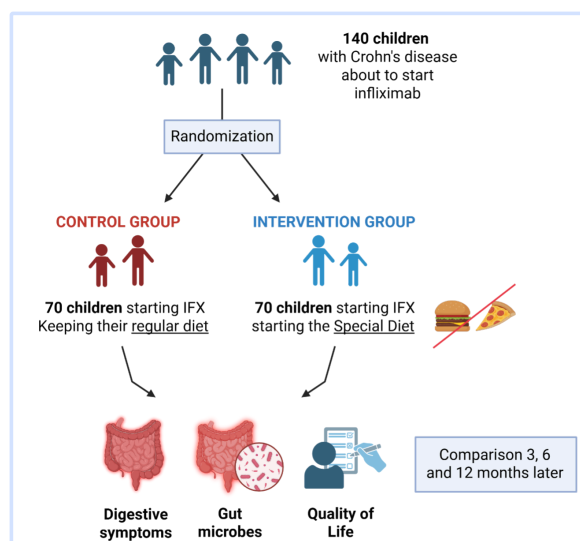 140 children
with Crohn's disease
about to start
infliximab
Randomization
CONTROL GROUP
INTERVENTION GROUP
70 children starting IFX
Keeping their regular diet
70 children starting IFX
starting the Special Diet
Comparison 3, 6
and 12 months later
Digestive
symptoms
Gut
microbes
Quality of
Life